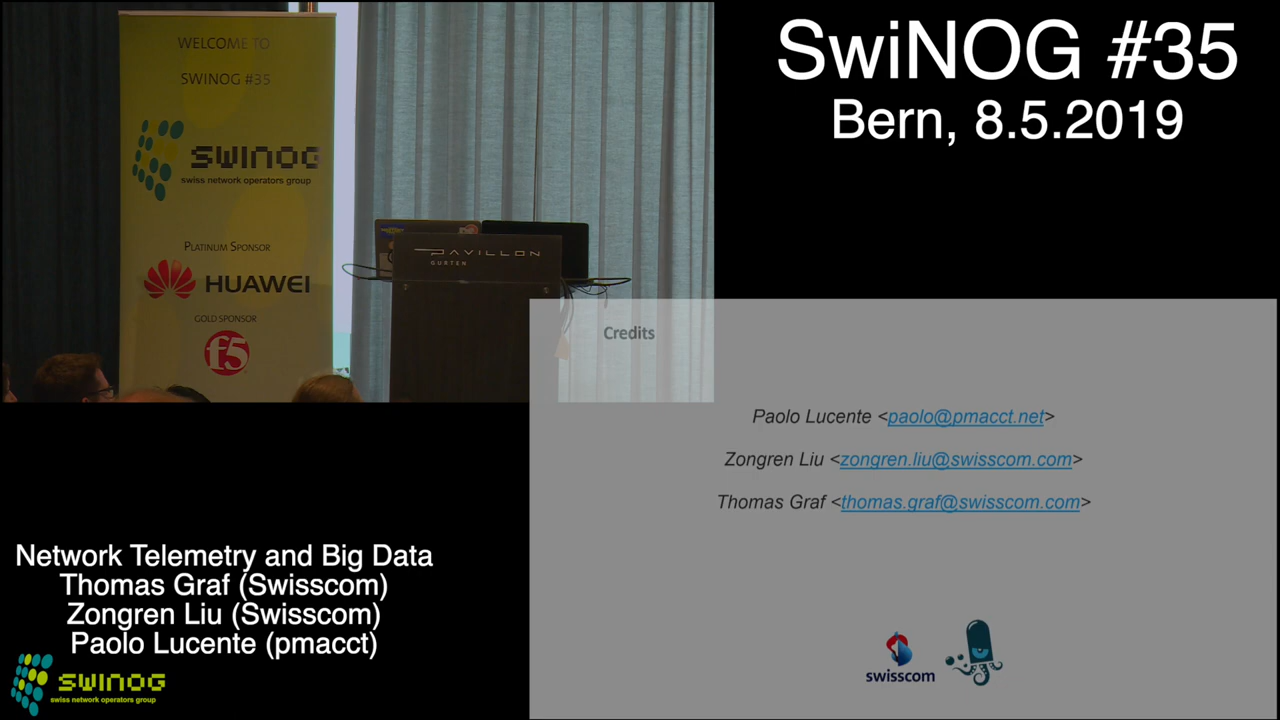 WELCOME TO
SWINOG #35
SWINOG
swiss network operators group
PLATINUM SPONSOR
HUAWEI
GOLD SPONSOR
f5
PAVILLON
GURTEN
SwiNOG #35
Bern, 8.5.2019
Credits
Paolo Lucente <paolo@pmacct.net>
Zongren Liu <zongren.liu@swisscom.com>
Thomas Graf <thomas.graf@swisscom.com>
swisscom
Network Telemetry and Big Data
Thomas Graf (Swisscom)
Zongren Liu (Swisscom)
Paolo Lucente (pmacct)
SWINOG
swiss network operators group